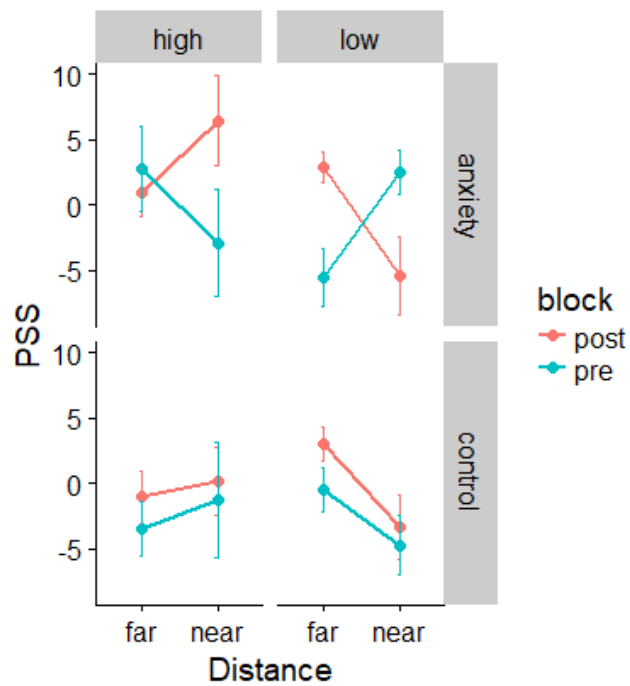 high low
10
5
0
-5
anxiety
10
5
0
-5
control
PSS
far near far near
Distance
block
post
pre